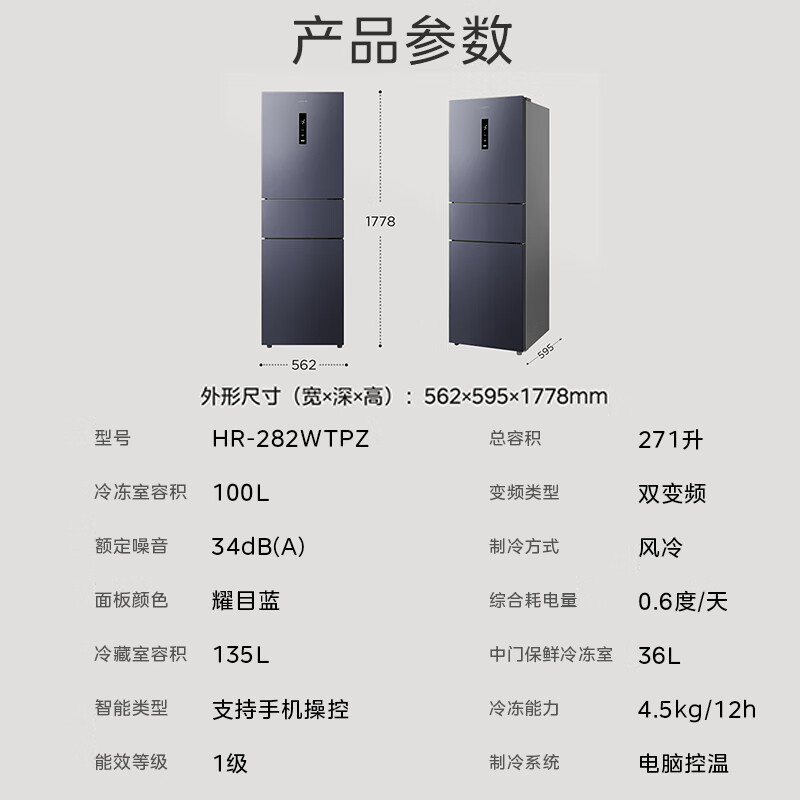 产品参数
1778
562
595
外形尺寸（宽×深×高）：562×595×1778mm
型号 HR-282WTPZ 总容积 271升
冷冻室容积 100L 变频类型 双变频
额定噪音 34dB(A) 制冷方式 风冷
面板颜色 耀目蓝 综合耗电量 0.6度/天
冷藏室容积 135L 中门保鲜冷冻室 36L
智能类型 支持手机操控 冷冻能力 4.5kg/12h
能效等级 1级 制冷系统 电脑控温